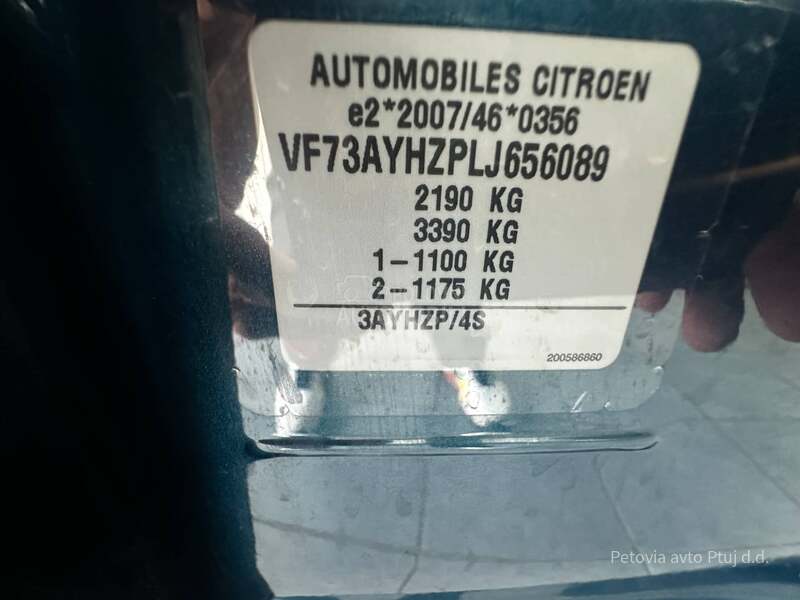 AUTOMOBILES CITROEN
e2*2007/46*0356
VF73AYHZPLJ656089
2190 KG
3390 KG
1-1100 KG
2-1175 KG
3AYHZP/4S
200586860
Petovia avto Ptuj d.d.